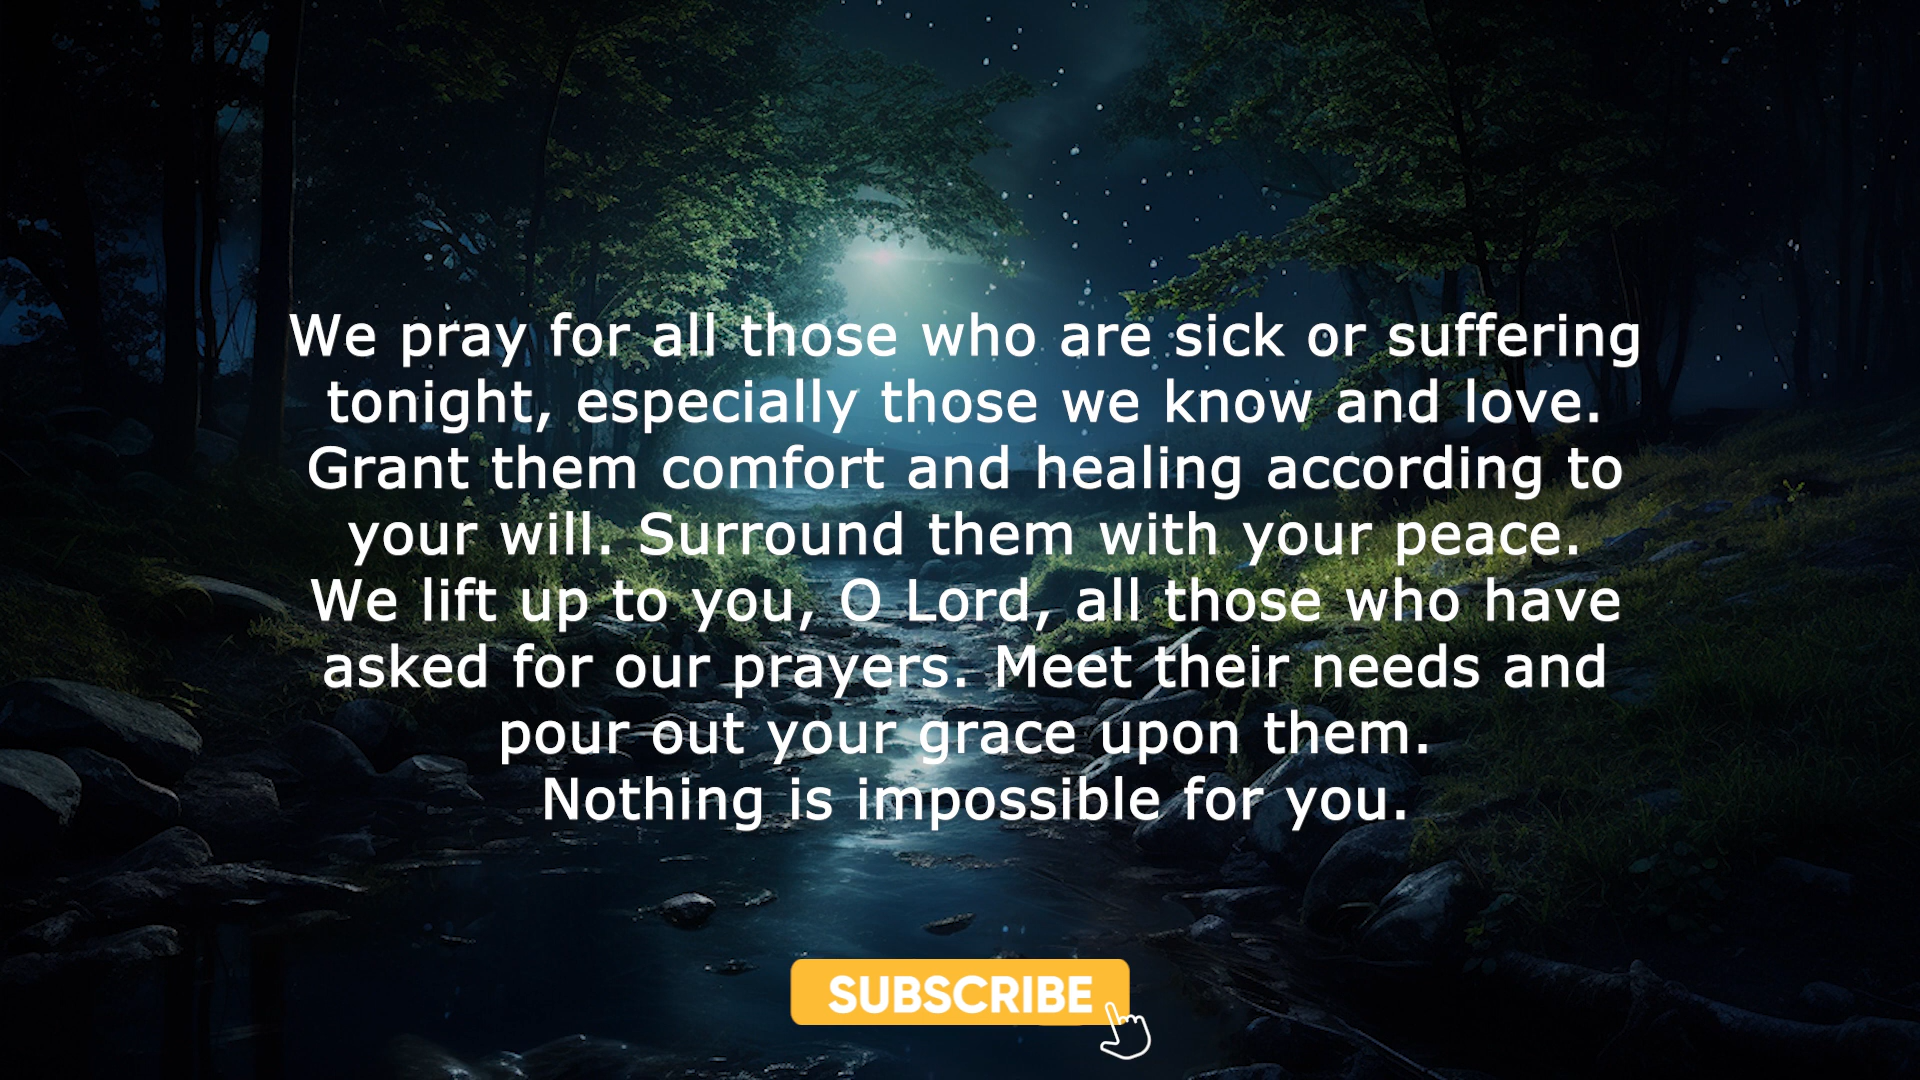 We pray for all those who are sick or suffering
tonight, especially those we know and love.
Grant them comfort and healing according to
your will. Surround them with your peace.
We lift up to you, O Lord, all those who have
asked for our prayers. Meet their needs and
pour out your grace upon them.
Nothing is impossible for you.
SUBSCRIBE